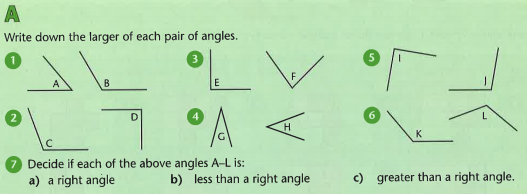 A
Write down the larger of each pair of angles.
1 A B 3 E F 5 I J
2 C D 4 G H 6 K L
7 Decide if each of the above angles A–L is:
a) a right angle b) less than a right angle c) greater than a right angle.